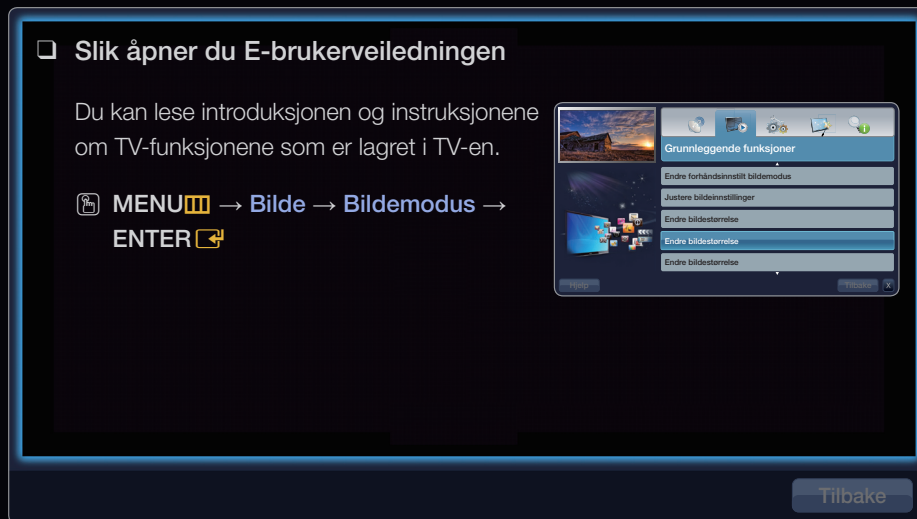 ❑ Slik åpner du E-brukerveiledningen
Du kan lese introduksjonen og instruksjonene
om TV-funksjonene som er lagret i TV-en.
MENU → Bilde → Bildemodus →
ENTER
Grunnleggende funksjoner
Endre forhåndsinnstilt bildemodus
Justere bildeinnstillinger
Endre bildestørrelse
Endre bildestørrelse
Endre bildestørrelse
Hjelp
Tilbake X
Tilbake